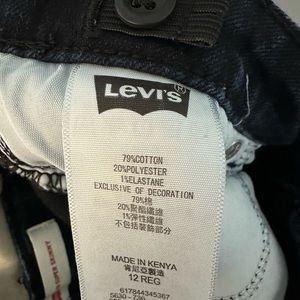 Levi's
79%COTTON
20%POLYESTER
1%ELASTANE
EXCLUSIVE OF DECORATION
79%棉
20%聚酯纖維
1%彈性纖維
不包括裝飾部分
MADE IN KENYA
肯尼亞製造
12 REG
617844345367